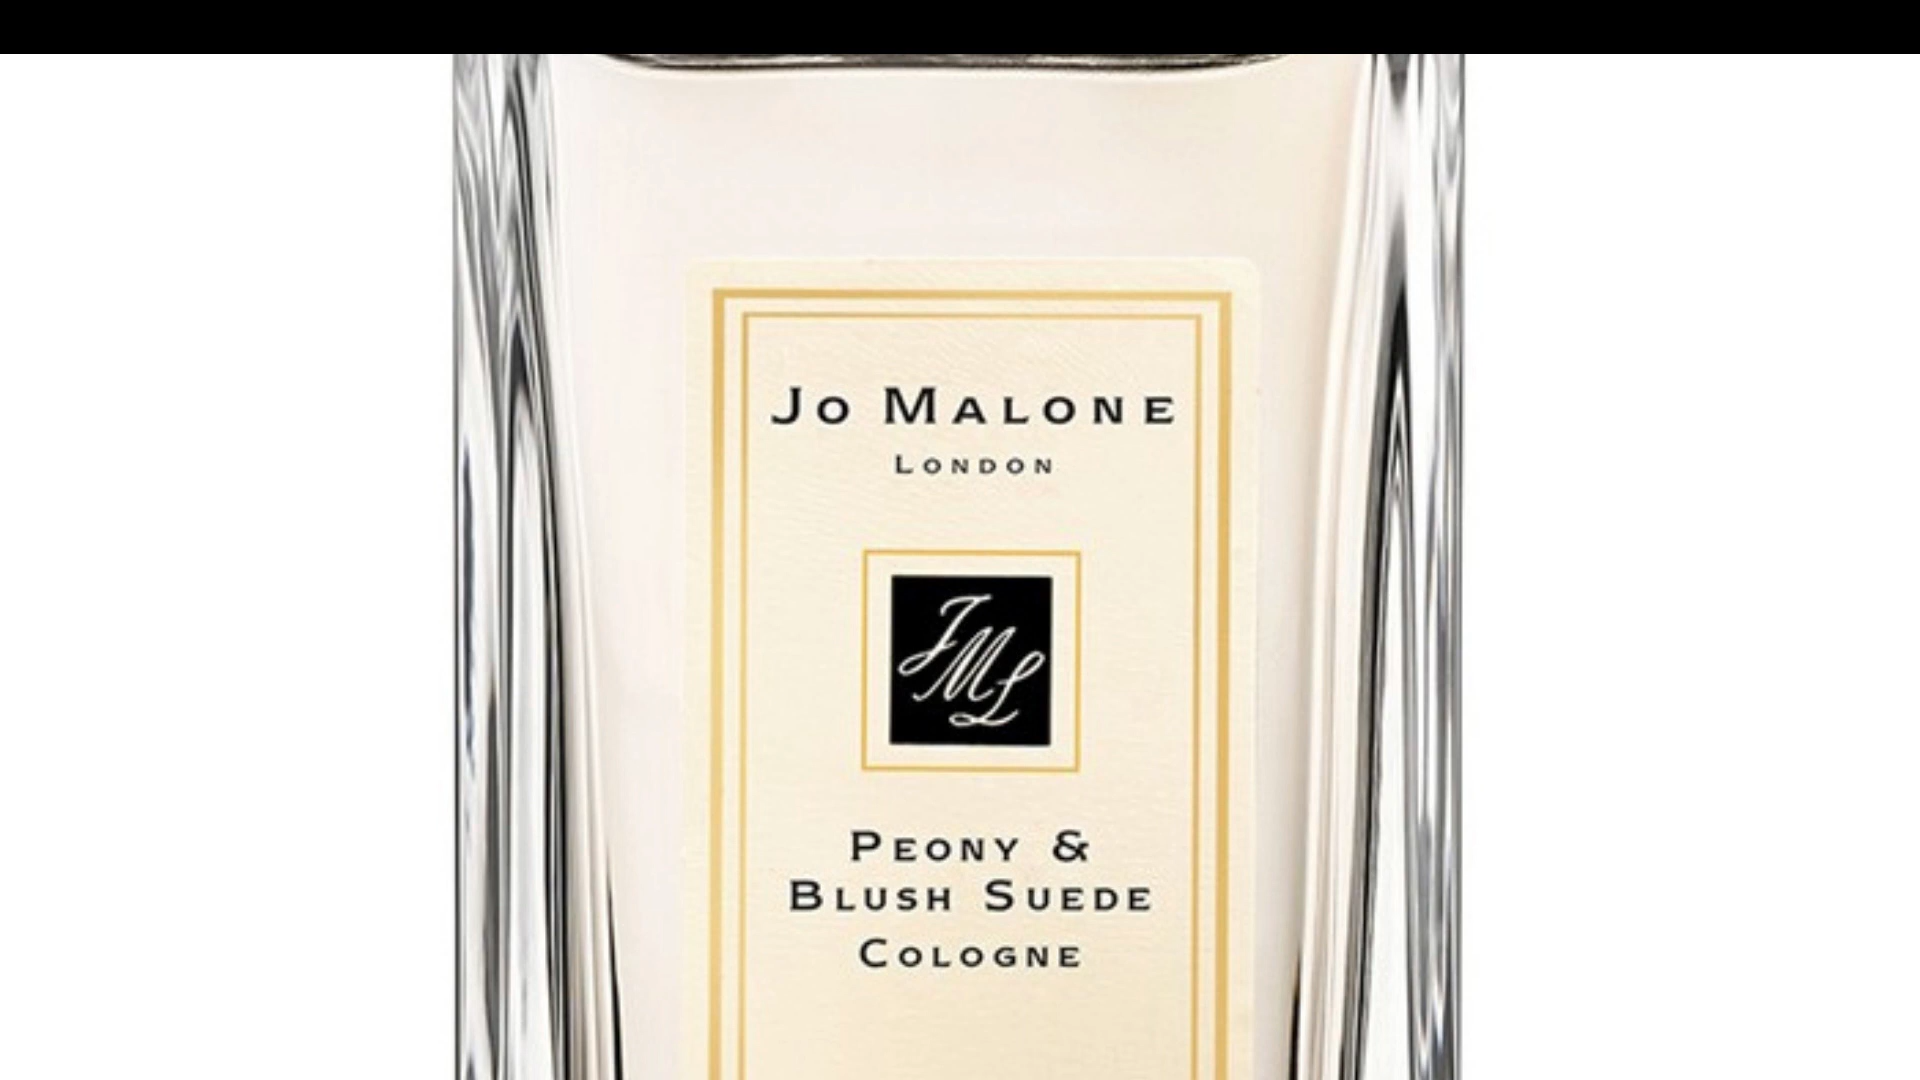 Jo Malone
London
JML
Peony &
Blush Suede
Cologne